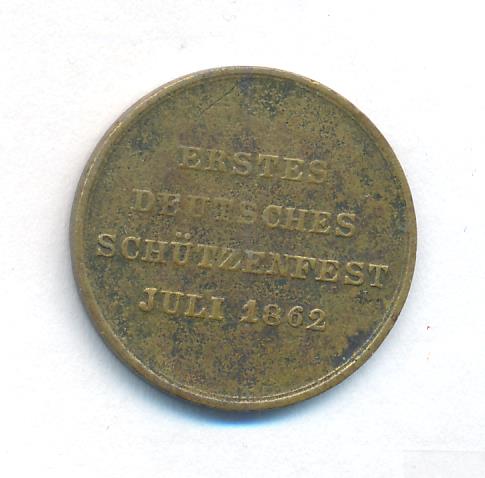 ERSTES
DEUTSCHES
SCHÜTZENFEST
JULI 1862